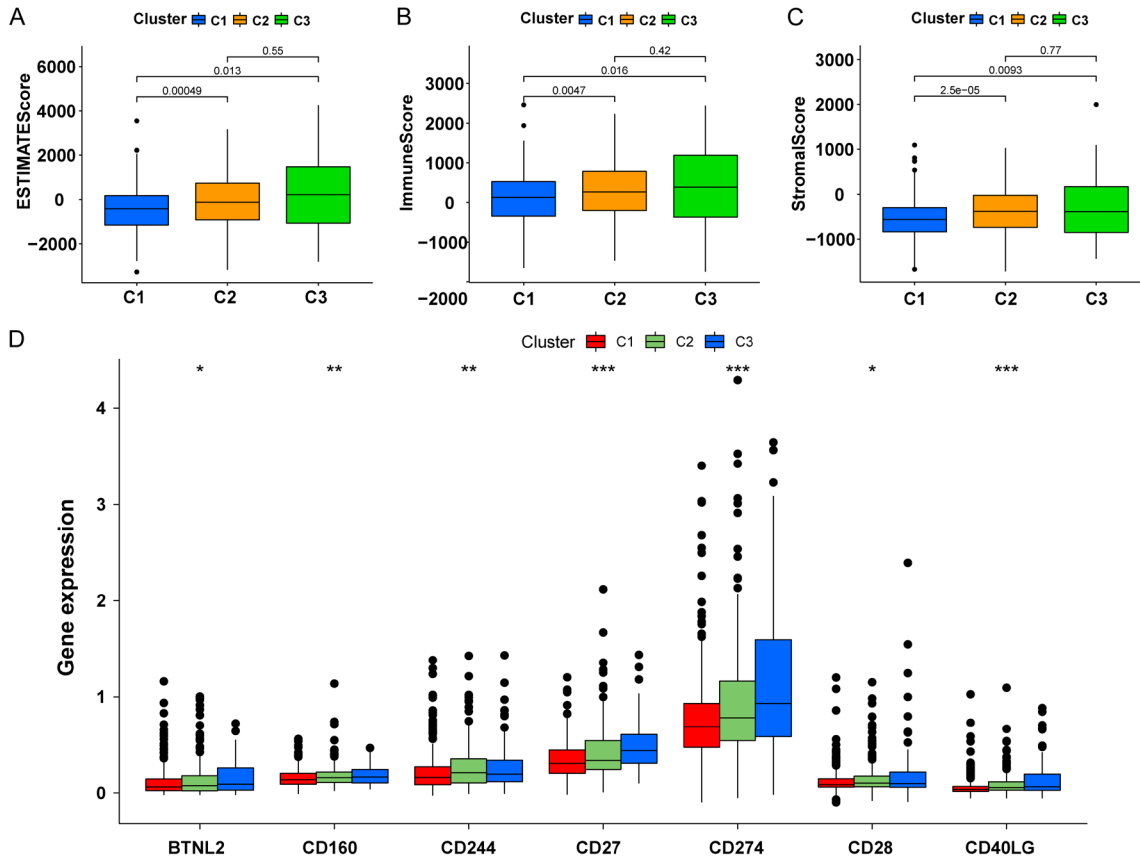 A
Cluster C1 C2 C3
ESTIMATEScore
6000
4000
2000
0
−2000
0.55
0.013
0.00049
C1 C2 C3
B
Cluster C1 C2 C3
ImmuneScore
3000
2000
1000
0
−1000
−2000
0.42
0.016
0.0047
C1 C2 C3
C
Cluster C1 C2 C3
StromalScore
3000
2000
1000
0
−1000
0.77
0.0093
2.5e−05
C1 C2 C3
D
Cluster C1 C2 C3
* ** ** *** *** * ***
Gene expression
4
3
2
1
0
BTNL2 CD160 CD244 CD27 CD274 CD28 CD40LG